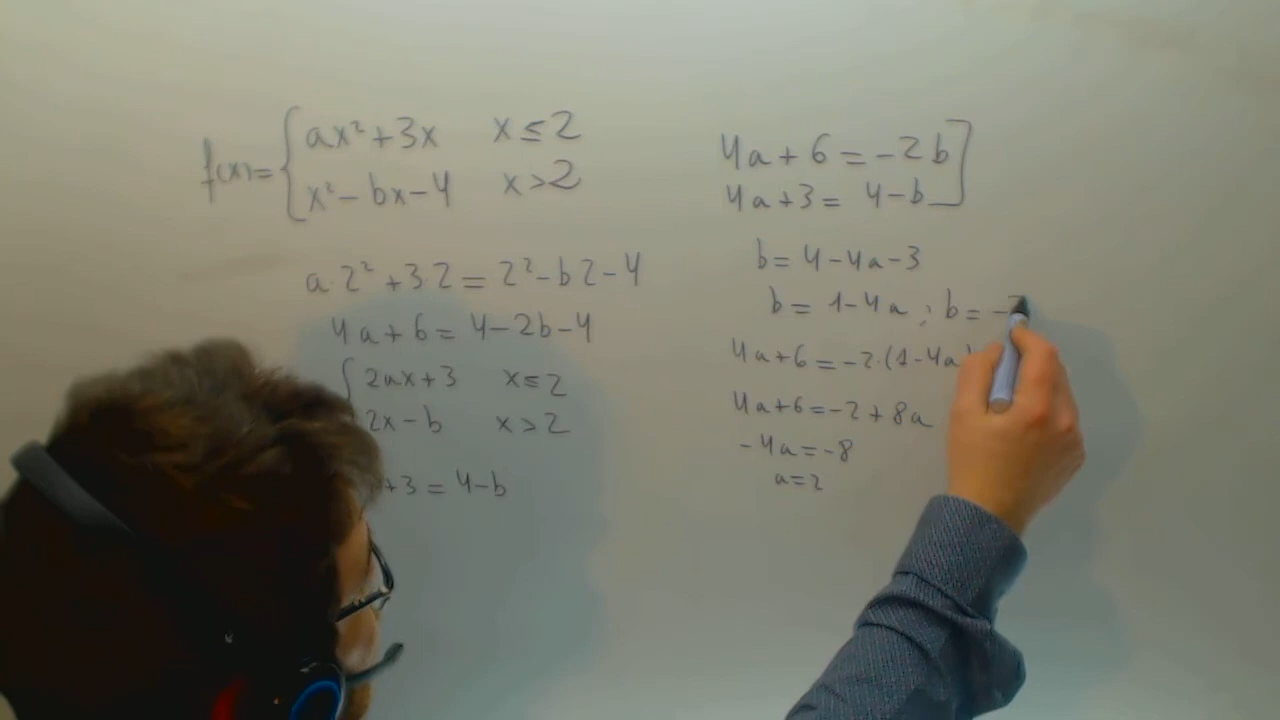 f(x)= { ax² + 3x x ≤ 2
x² - bx - 4 x > 2
a·2² + 3 2 = 2² - b 2 - 4
4a + 6 = 4 - 2b - 4
2ax + 3 x ≤ 2
2x - b x > 2
+3 = 4 - b
4a + 6 = -2b ]
4a + 3 = 4 - b
b = 4 - 4a - 3
b = 1 - 4a ; b = -
4a + 6 = -2·(1 - 4a)
4a + 6 = -2 + 8a
-4a = -8
a = 2